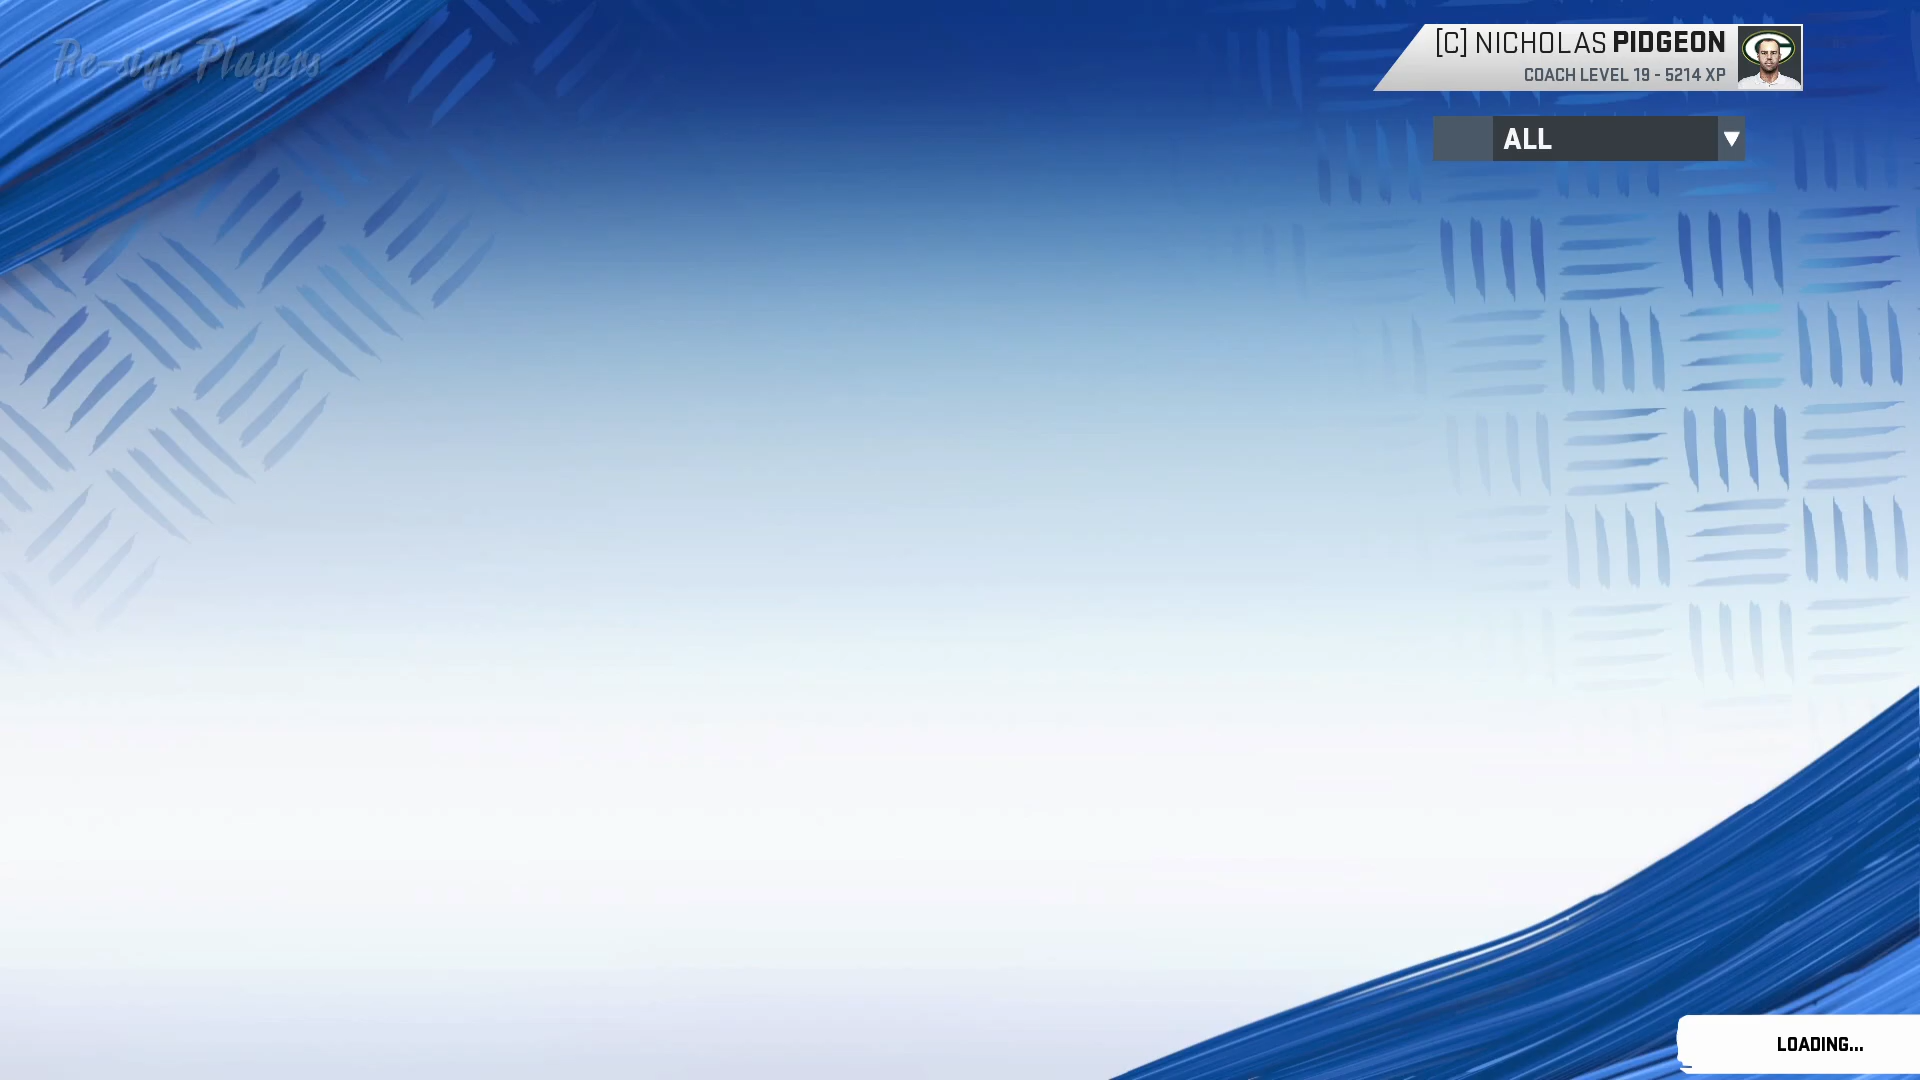 Re-sign Players
[C] NICHOLAS PIDGEON
COACH LEVEL 19 - 5214 XP
ALL
LOADING...